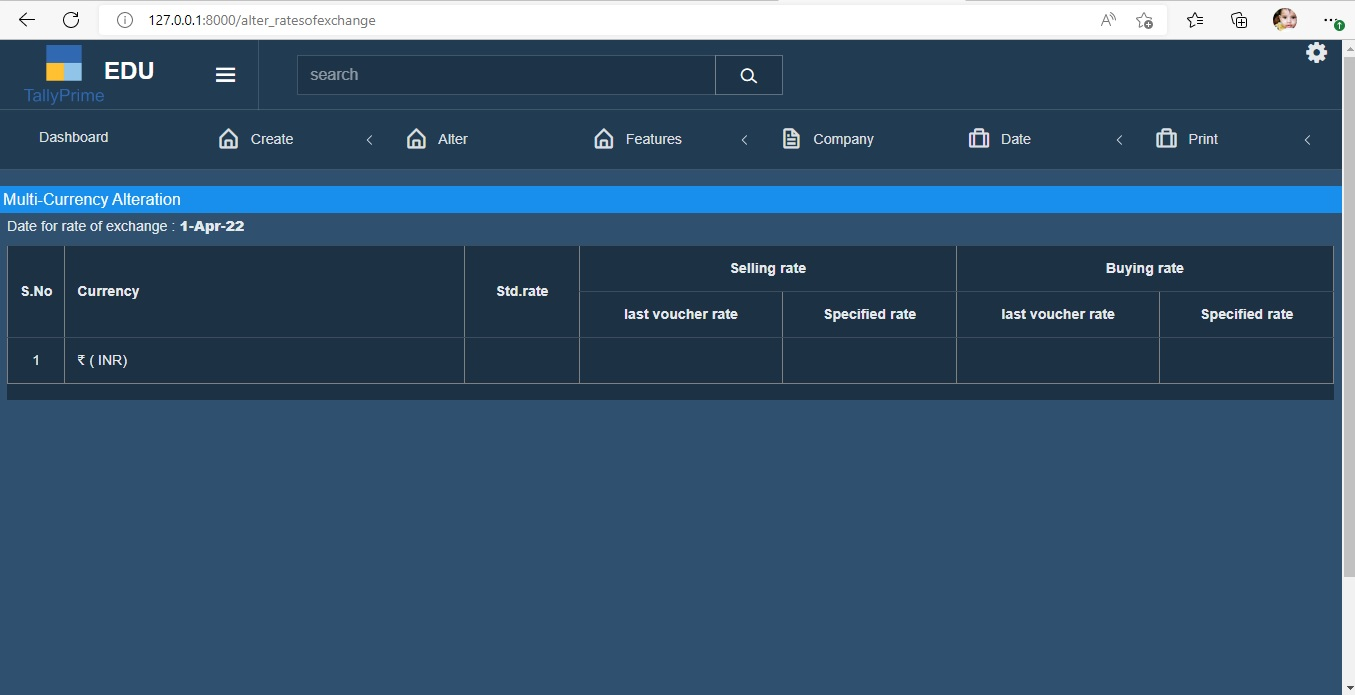 127.0.0.1:8000/alter_ratesofexchange
EDU
TallyPrime
search
Dashboard Create Alter Features Company Date Print
Multi-Currency Alteration
Date for rate of exchange : 1-Apr-22
S.No Currency Std.rate Selling rate Buying rate
last voucher rate Specified rate last voucher rate Specified rate
1 ₹ ( INR)